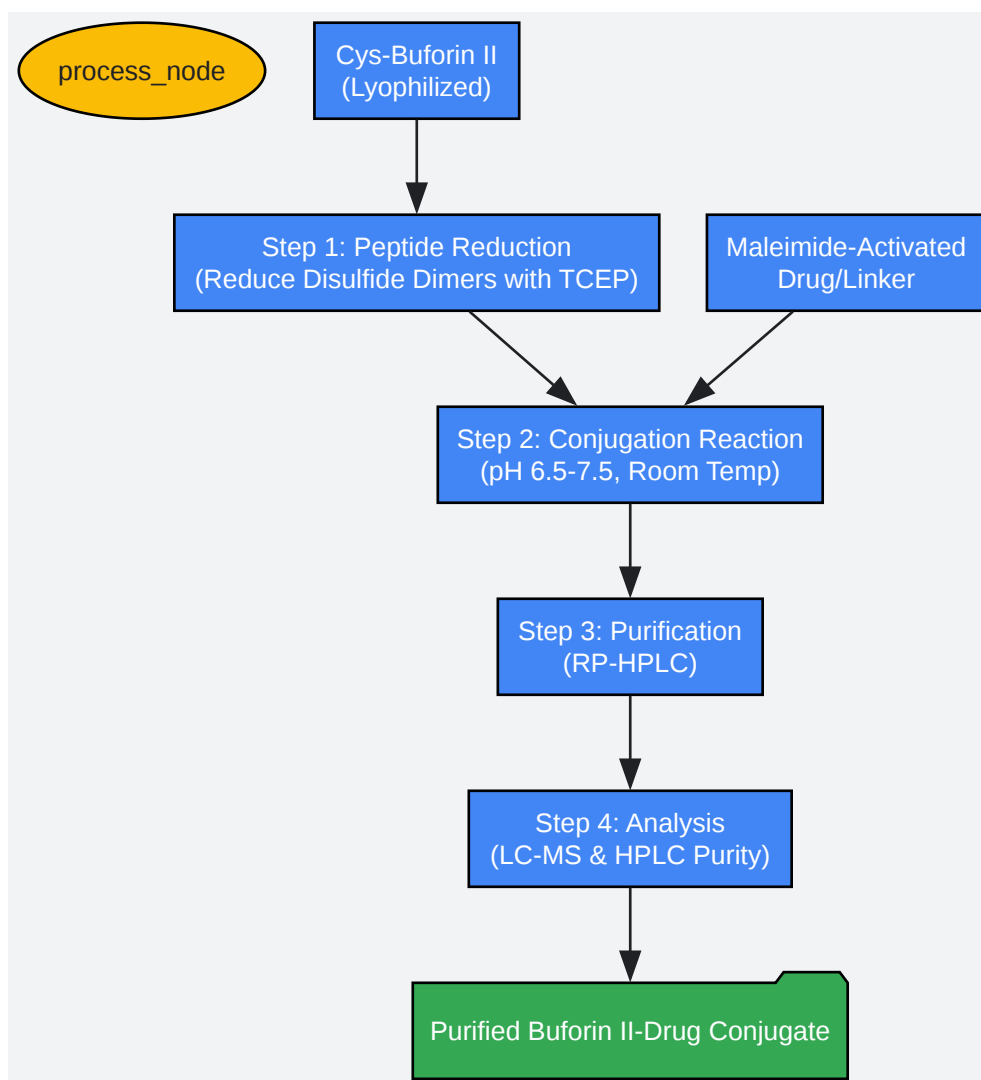 process_node
Cys-Buforin II
(Lyophilized)
Step 1: Peptide Reduction
(Reduce Disulfide Dimers with TCEP)
Maleimide-Activated
Drug/Linker
Step 2: Conjugation Reaction
(pH 6.5-7.5, Room Temp)
Step 3: Purification
(RP-HPLC)
Step 4: Analysis
(LC-MS & HPLC Purity)
Purified Buforin II-Drug Conjugate